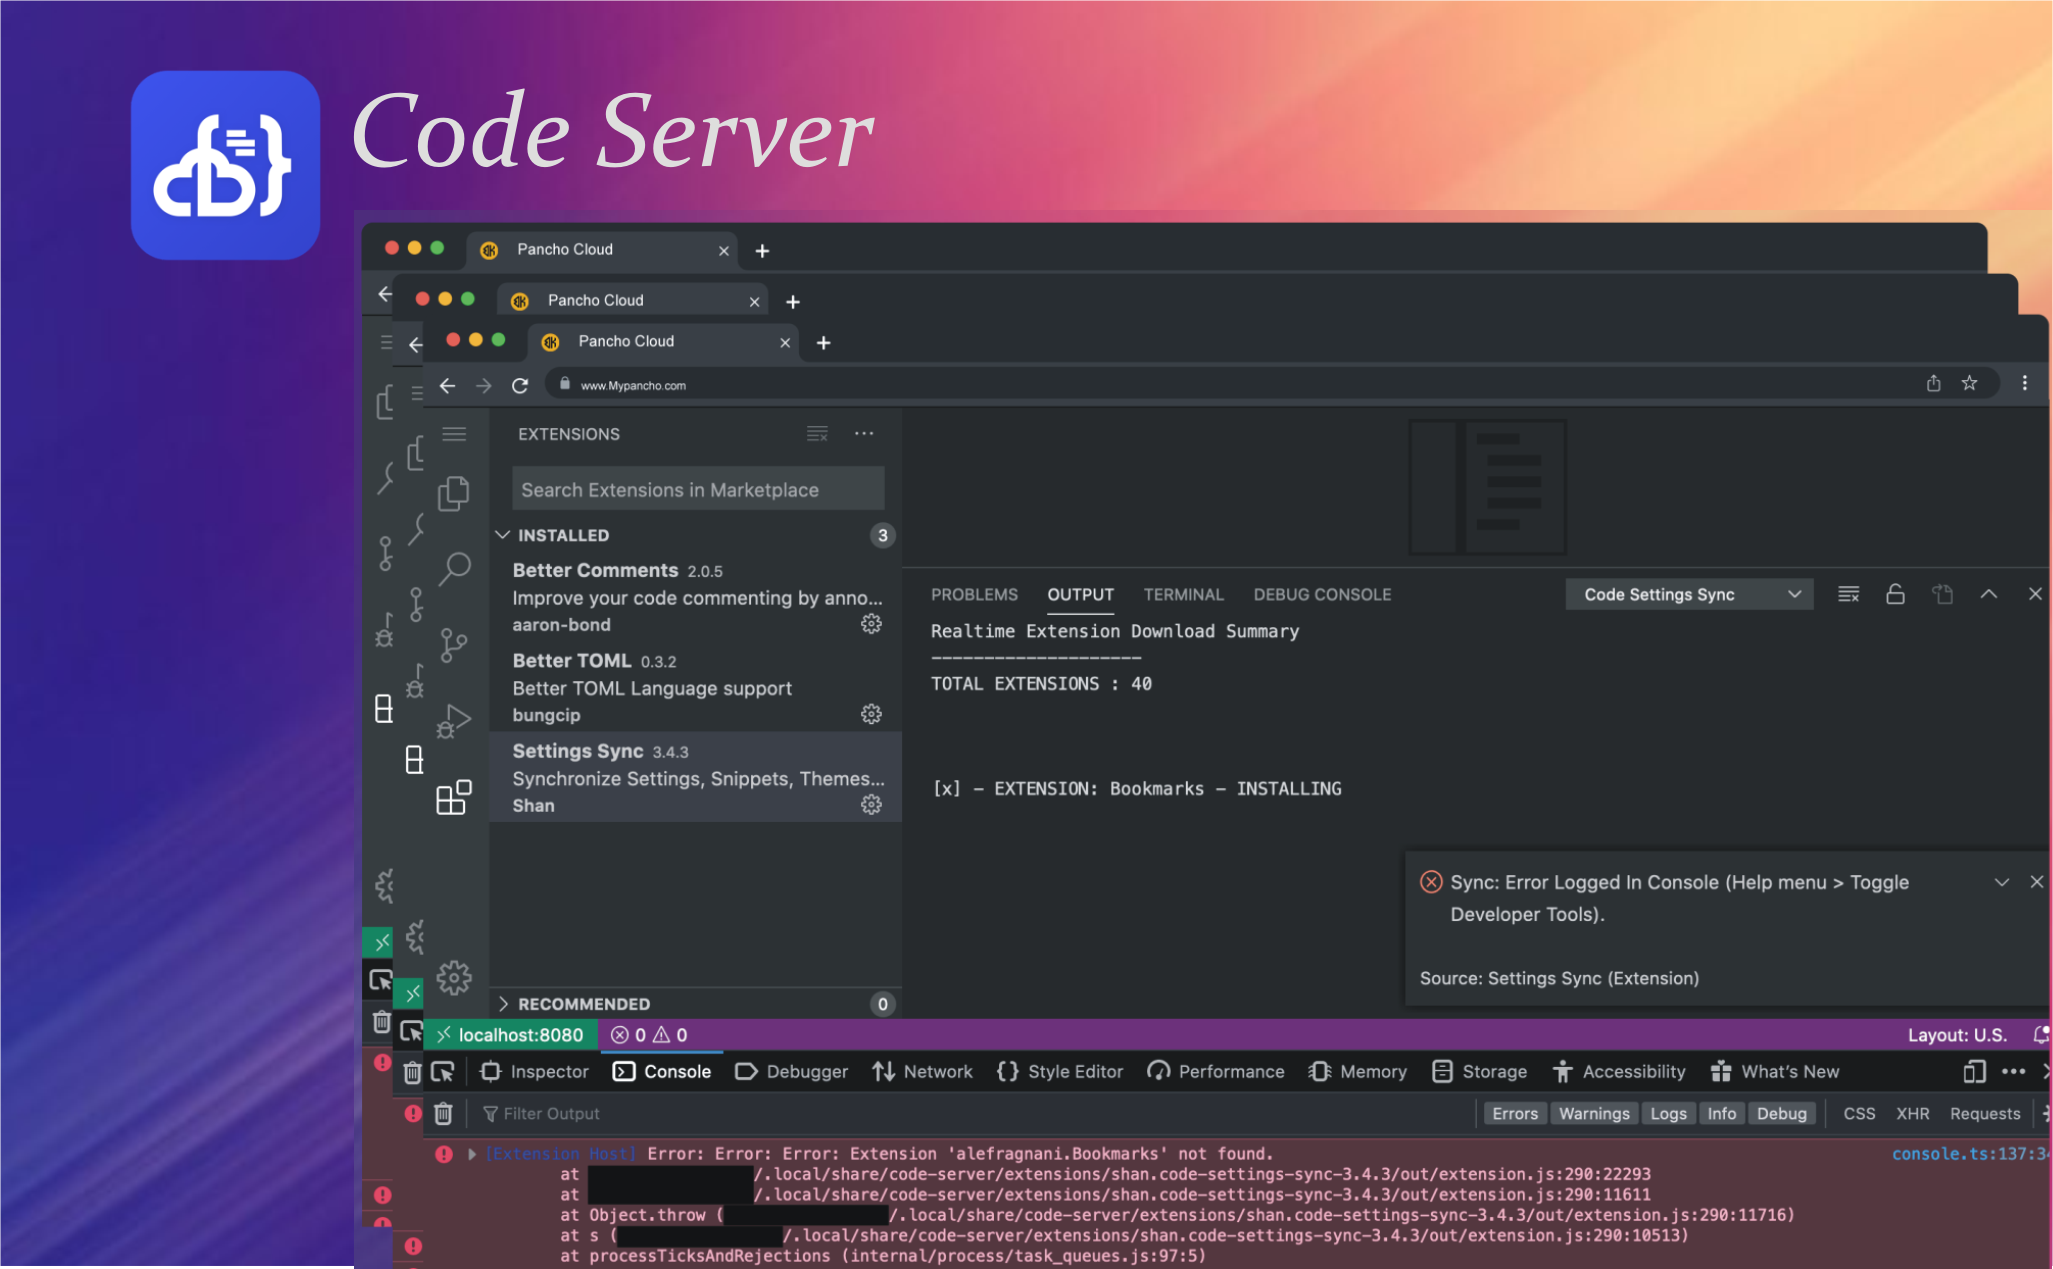 Code Server
Pancho Cloud
Pancho Cloud
Pancho Cloud
www.Mypancho.com
EXTENSIONS
Search Extensions in Marketplace
INSTALLED 3
Better Comments 2.0.5
Improve your code commenting by anno...
aaron-bond
Better TOML 0.3.2
Better TOML Language support
bungcip
Settings Sync 3.4.3
Synchronize Settings, Snippets, Themes...
Shan
RECOMMENDED 0
PROBLEMS OUTPUT TERMINAL DEBUG CONSOLE Code Settings Sync
Realtime Extension Download Summary
--------------------
TOTAL EXTENSIONS : 40
[x] - EXTENSION: Bookmarks - INSTALLING
Sync: Error Logged In Console (Help menu > Toggle
Developer Tools).
Source: Settings Sync (Extension)
localhost:8080 0 0 Layout: U.S.
Inspector Console Debugger Network Style Editor Performance Memory Storage Accessibility What's New
Filter Output Errors Warnings Logs Info Debug CSS XHR Requests
[Extension Host] Error: Error: Error: Extension 'alefragnani.Bookmarks' not found. console.ts:137:34
at /.local/share/code-server/extensions/shan.code-settings-sync-3.4.3/out/extension.js:290:22293
at /.local/share/code-server/extensions/shan.code-settings-sync-3.4.3/out/extension.js:290:11611
at Object.throw (/.local/share/code-server/extensions/shan.code-settings-sync-3.4.3/out/extension.js:290:11716)
at s (/.local/share/code-server/extensions/shan.code-settings-sync-3.4.3/out/extension.js:290:10513)
at processTicksAndRejections (internal/process/task_queues.js:97:5)